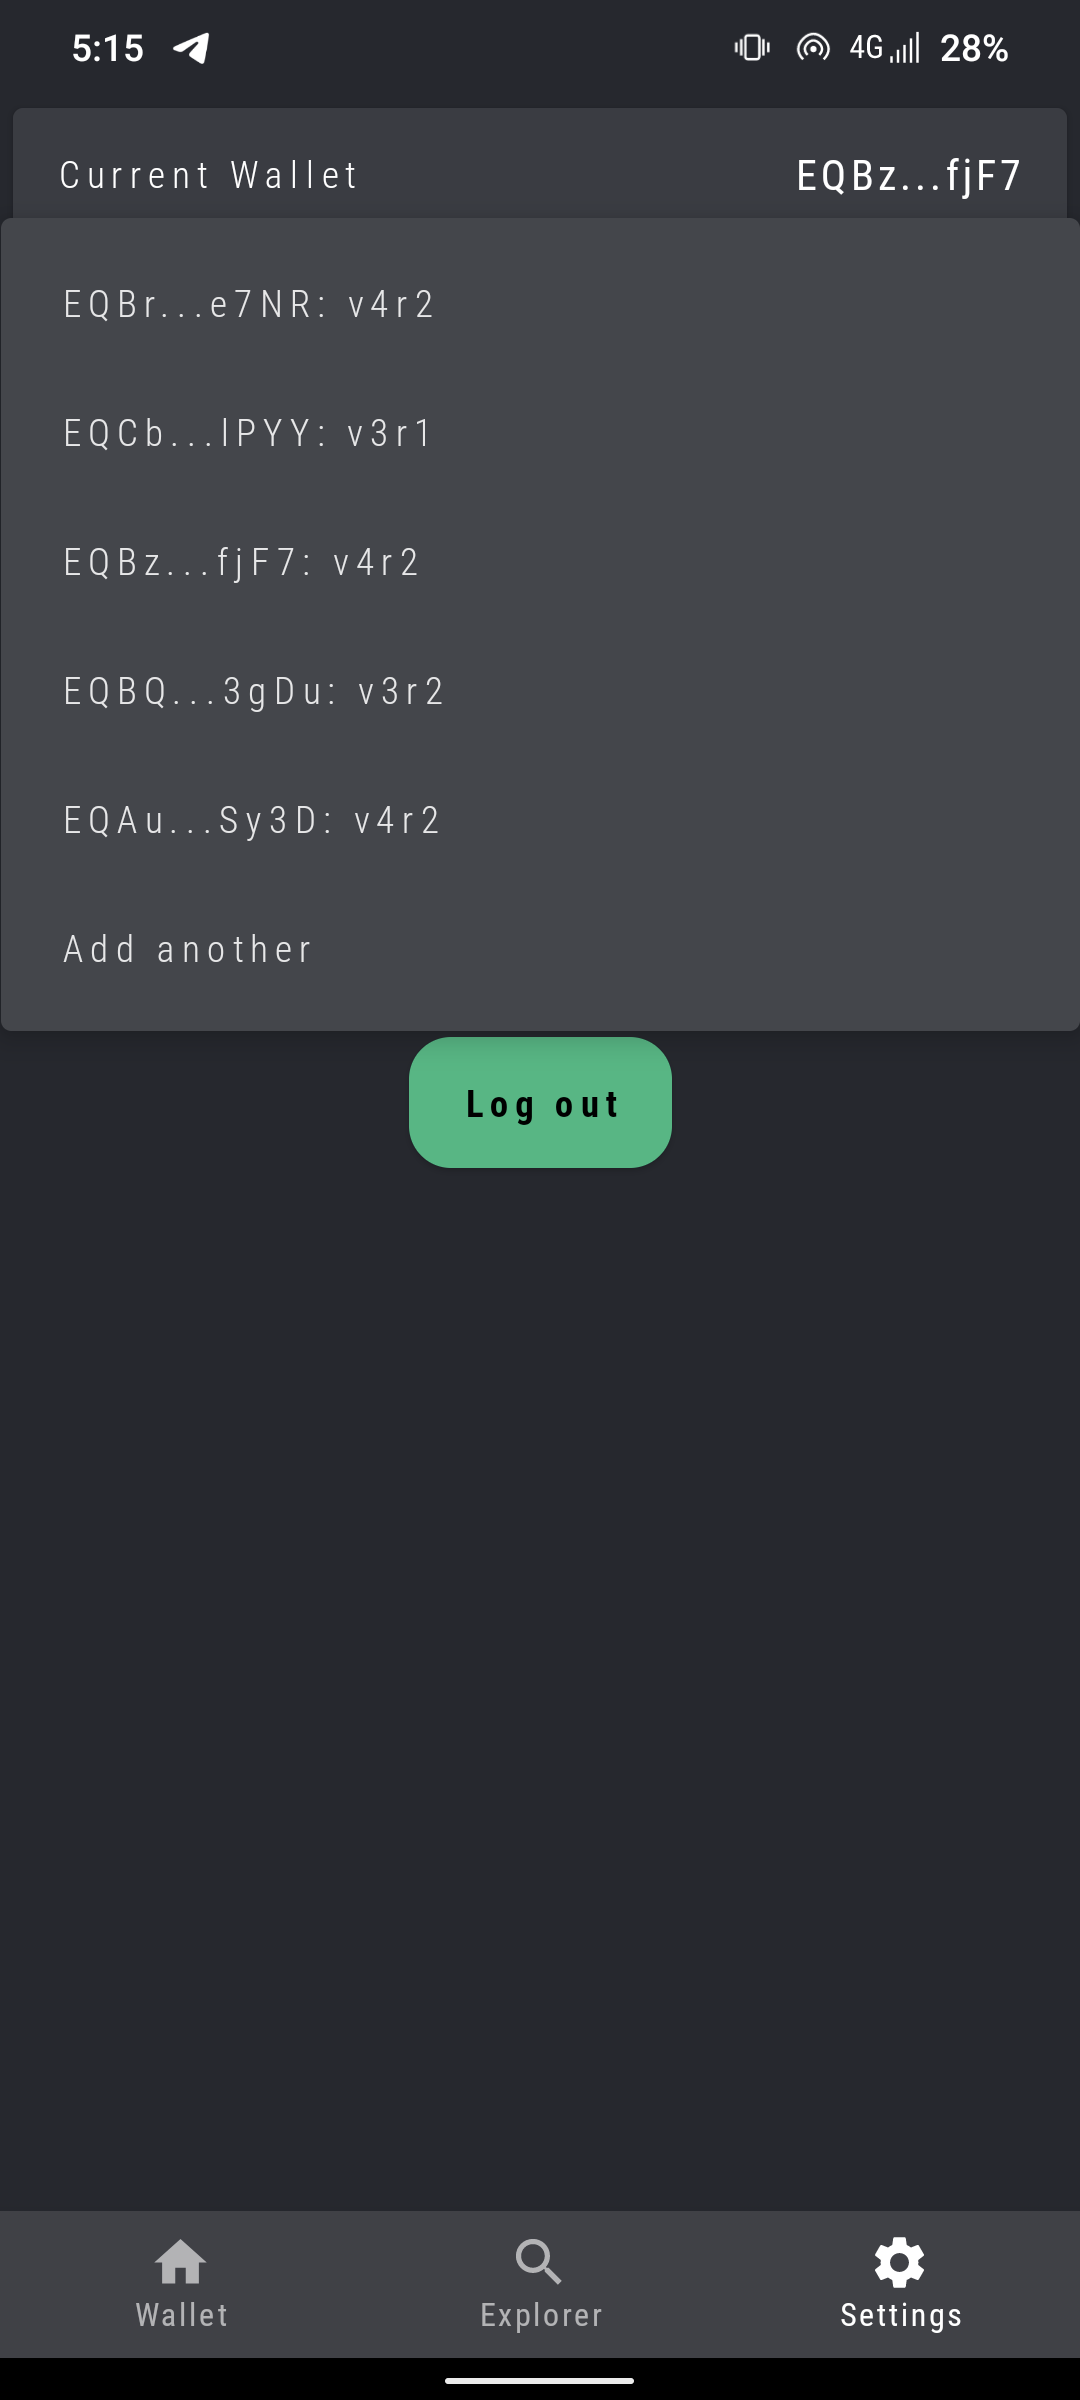 5:15 4G 28%
Current Wallet EQBz...fjF7
EQBr...e7NR: v4r2
EQCb...lPYY: v3r1
EQBz...fjF7: v4r2
EQBQ...3gDu: v3r2
EQAu...Sy3D: v4r2
Add another
Log out
Wallet Explorer Settings